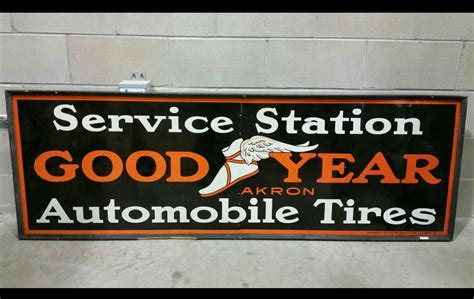 Service Station
GOOD YEAR
AKRON
Automobile Tires